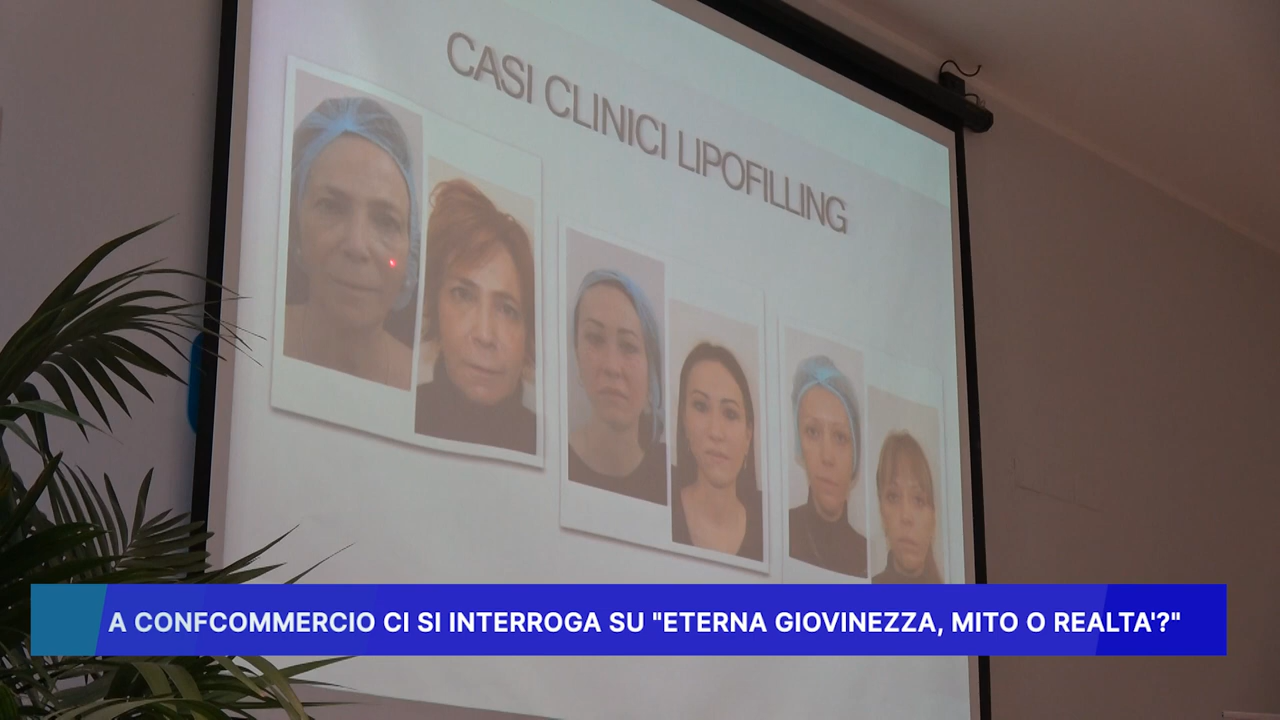 CASI CLINICI LIPOFILLING
A CONFCOMMERCIO CI SI INTERROGA SU "ETERNA GIOVINEZZA, MITO O REALTA'?"